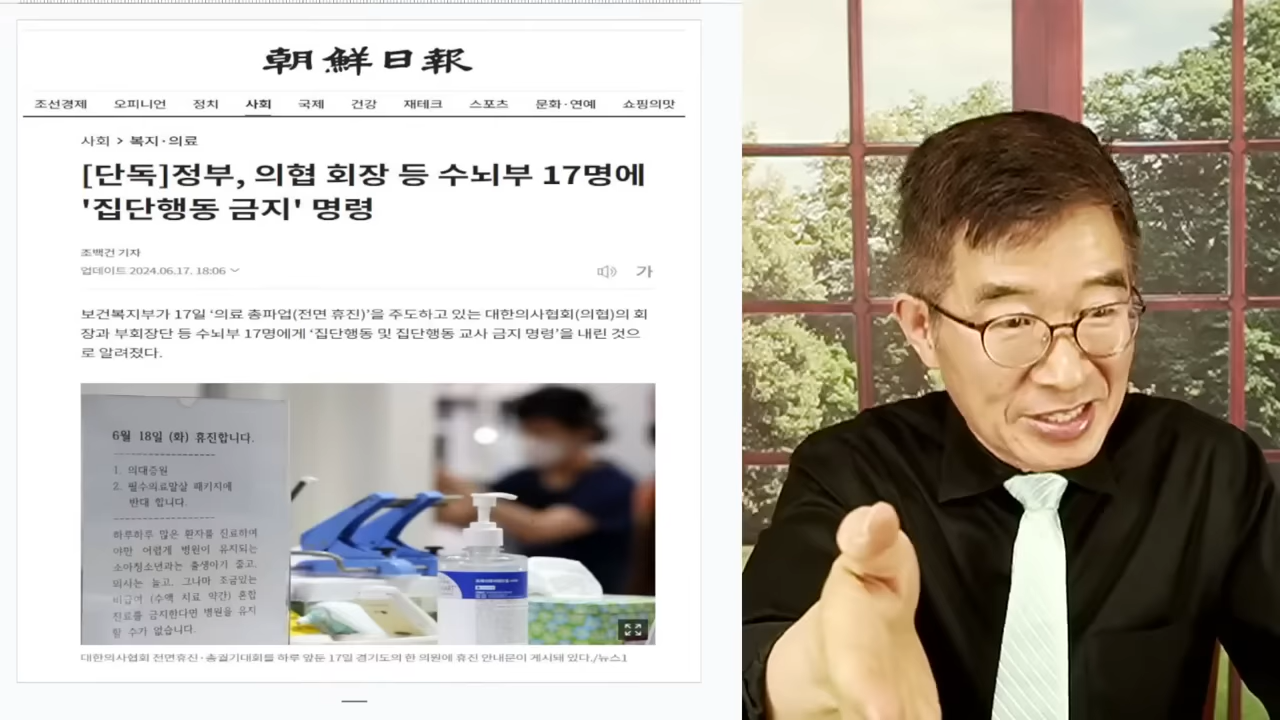 朝鮮日報
조선경제 오피니언 정치 사회 국제 건강 재테크 스포츠 문화·연예 쇼핑의맛
사회 > 복지·의료
[단독]정부, 의협 회장 등 수뇌부 17명에
'집단행동 금지' 명령
조백건 기자
업데이트 2024.06.17. 18:06
가
보건복지부가 17일 ‘의료 총파업(전면 휴진)’을 주도하고 있는 대한의사협회(의협)의 회
장과 부회장단 등 수뇌부 17명에게 ‘집단행동 및 집단행동 교사 금지 명령’을 내린 것으
로 알려졌다.
6월 18일 (화) 휴진합니다.
1. 의대증원
2. 필수의료말살 패키지에
반대 합니다.
하루하루 많은 환자를 진료하여
야만 어렵게 병원이 유지되는
소아청소년과는 출생아기 줄고,
의사는 늘고, 그나마 조금있는
비급여 (수액 치료 약간) 혼합
진료를 금지한다면 병원을 유지
할 수가 없습니다.
대한의사협회 전면휴진·총궐기대회를 하루 앞둔 17일 경기도의 한 의원에 휴진 안내문이 게시돼 있다./뉴스1